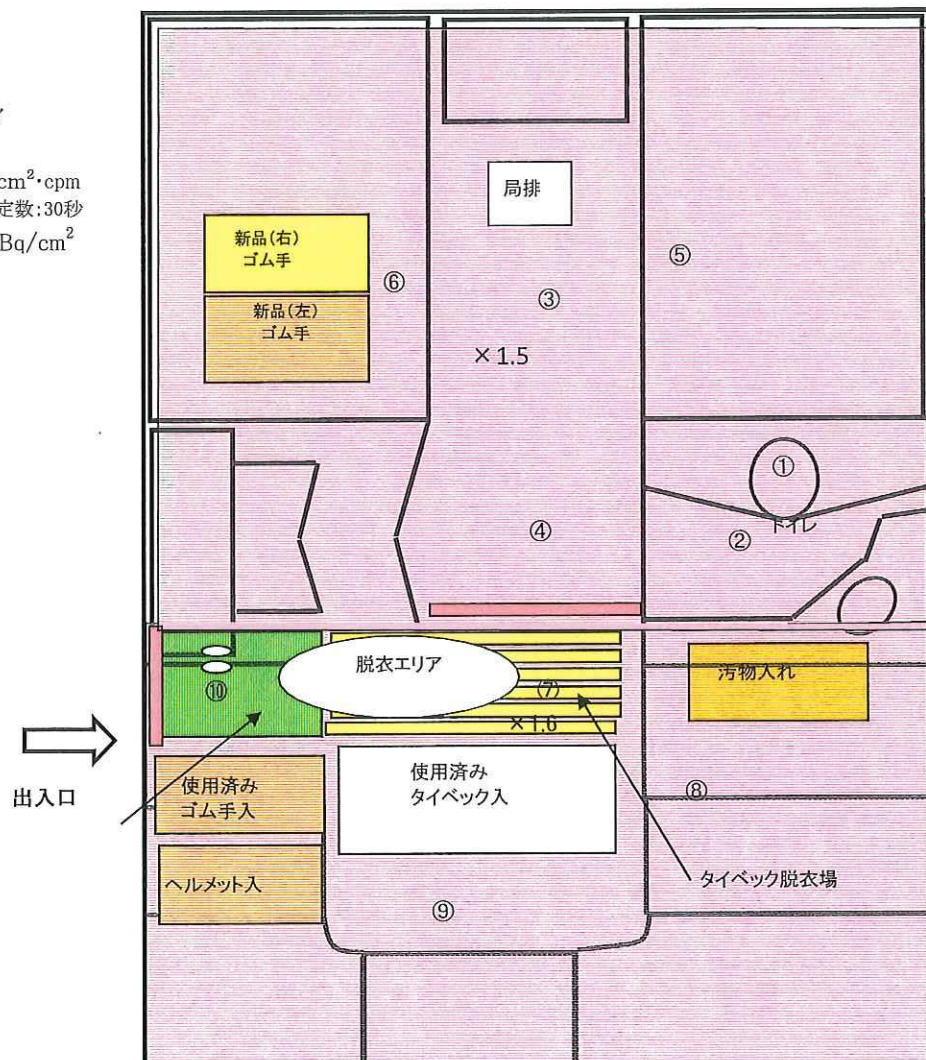 cm²・cpm
定数:30秒
Bq/cm²
局排
新品(右)
ゴム手
新品(左)
ゴム手
⑥
③
⑤
×1.5
①
トイレ
④
②
脱衣エリア
⑩
(7)
×1.6
汚物入れ
出入口
使用済み
ゴム手入
使用済み
タイベック入
⑧
ヘルメット入
タイベック脱衣場
⑨